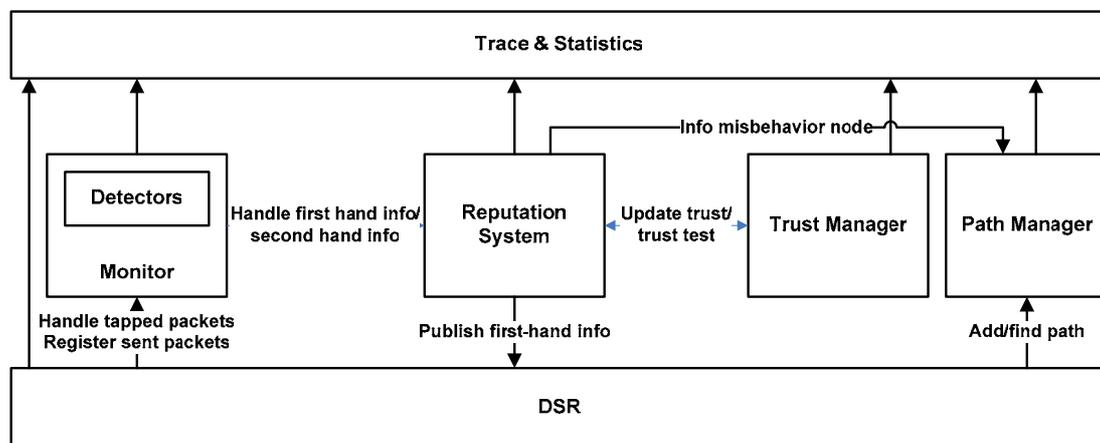 Trace & Statistics
Info misbehavior node
Detectors
Monitor
Handle first hand info/
second hand info
Reputation
System
Update trust/
trust test
Trust Manager
Path Manager
Handle tapped packets
Register sent packets
Publish first-hand info
Add/find path
DSR